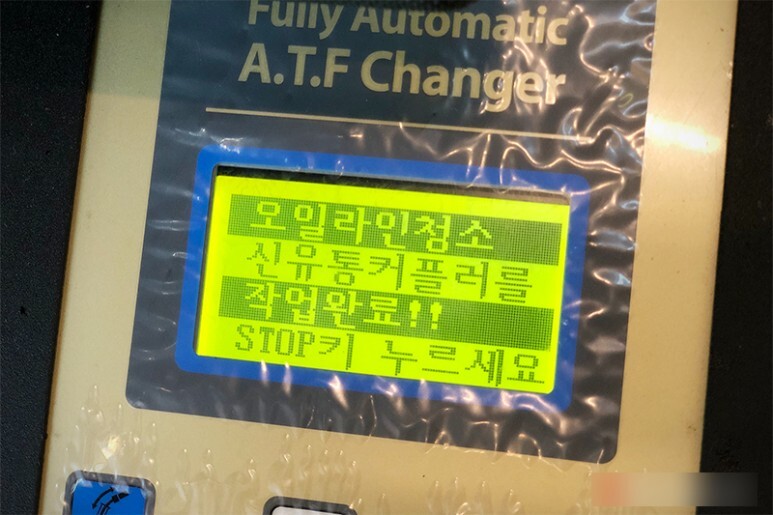 Fully Automatic
A.T.F Changer
오일라인청소
신유통커플러를
작업완료!!
STOP키 누르세요